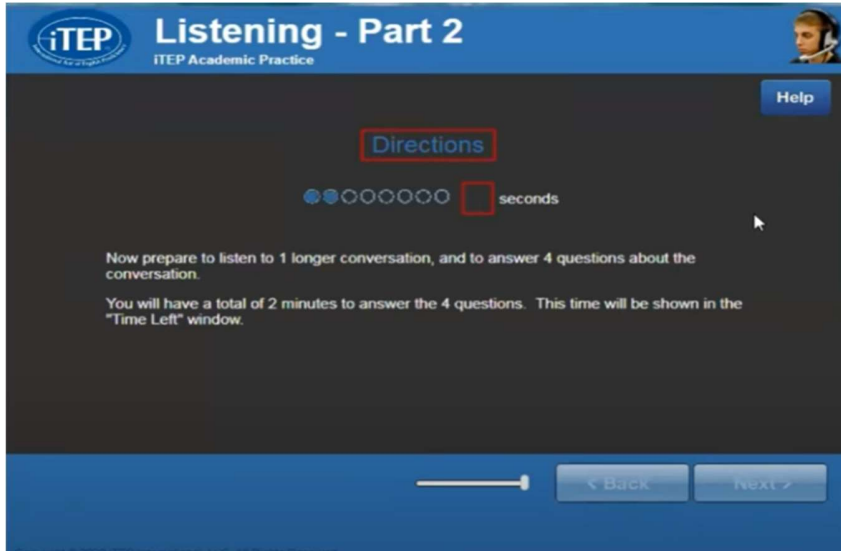 iTEP
Listening - Part 2
iTEP Academic Practice
Help
Directions
seconds
Now prepare to listen to 1 longer conversation, and to answer 4 questions about the
conversation.
You will have a total of 2 minutes to answer the 4 questions. This time will be shown in the
"Time Left" window.
< Back
Next >